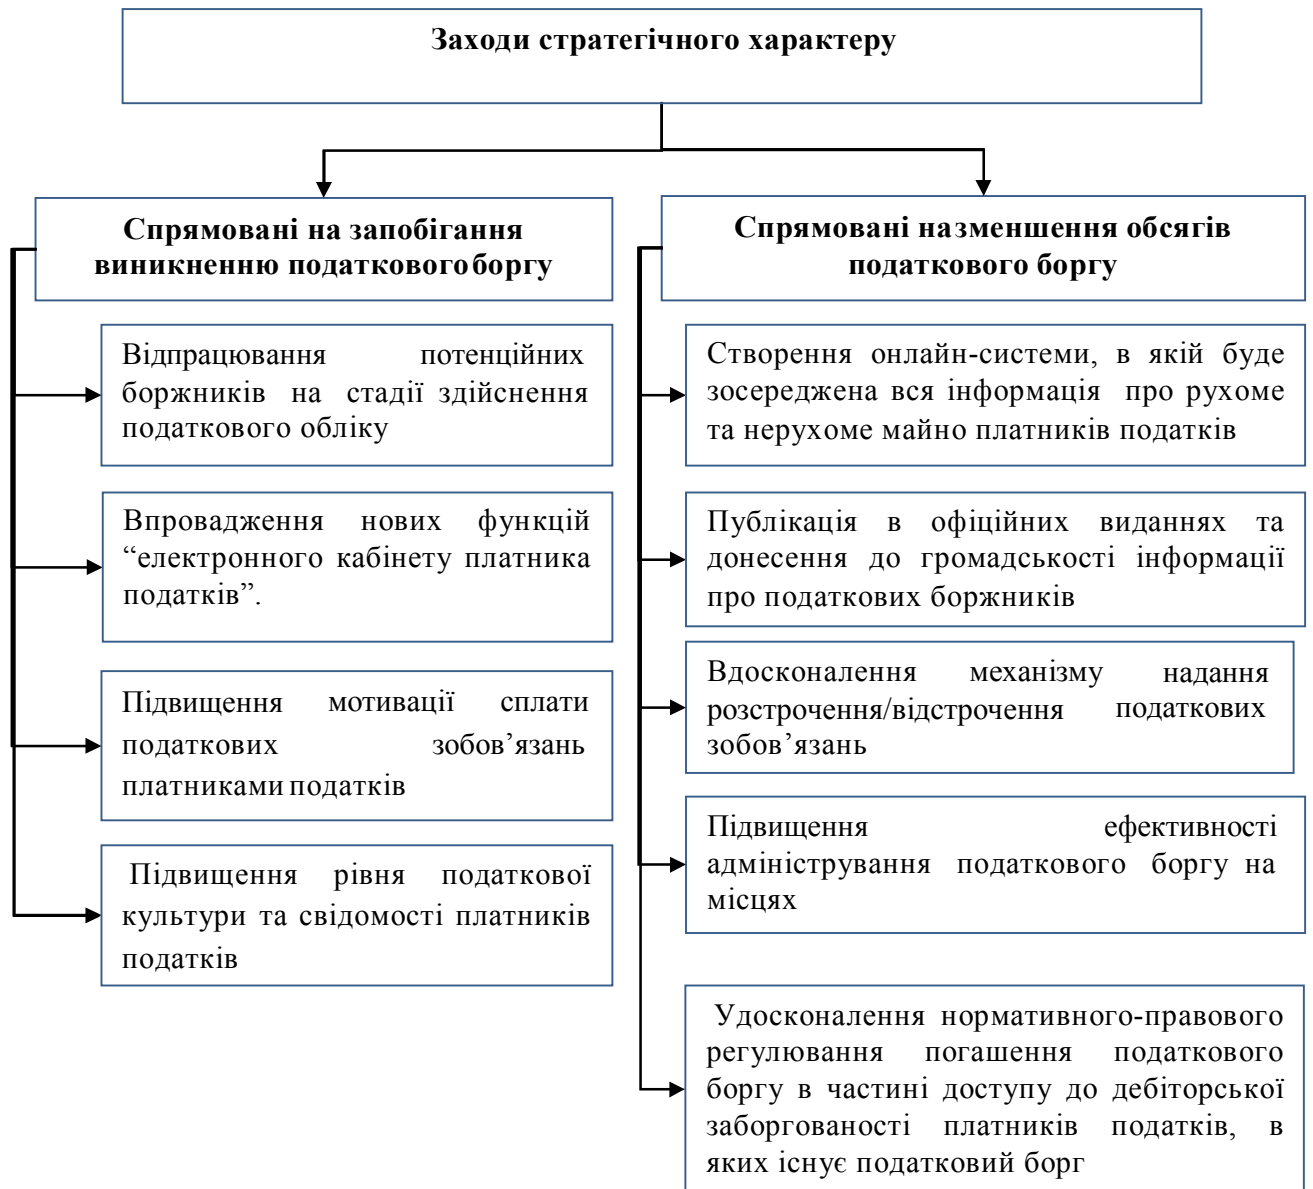 Заходи стратегічного характеру
Спрямовані на запобігання
виникненню податкового боргу
Відпрацювання потенційних
боржників на стадії здійснення
податкового обліку
Впровадження нових функцій
“електронного кабінету платника
податків”.
Підвищення мотивації сплати
податкових зобов’язань
платниками податків
Підвищення рівня податкової
культури та свідомості платників
податків
Спрямовані на зменшення обсягів
податкового боргу
Створення онлайн-системи, в якій буде
зосереджена вся інформація про рухоме
та нерухоме майно платників податків
Публікація в офіційних виданнях та
донесення до громадськості інформації
про податкових боржників
Вдосконалення механізму надання
розстрочення/відстрочення податкових
зобов’язань
Підвищення ефективності
адміністрування податкового боргу на
місцях
Удосконалення нормативного-правового
регулювання погашення податкового
боргу в частині доступу до дебіторської
заборгованості платників податків, в
яких існує податковий борг